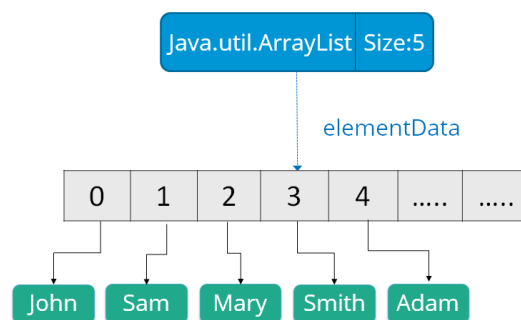 Java.util.ArrayList Size:5
elementData
0 1 2 3 4 ..... .....
John Sam Mary Smith Adam